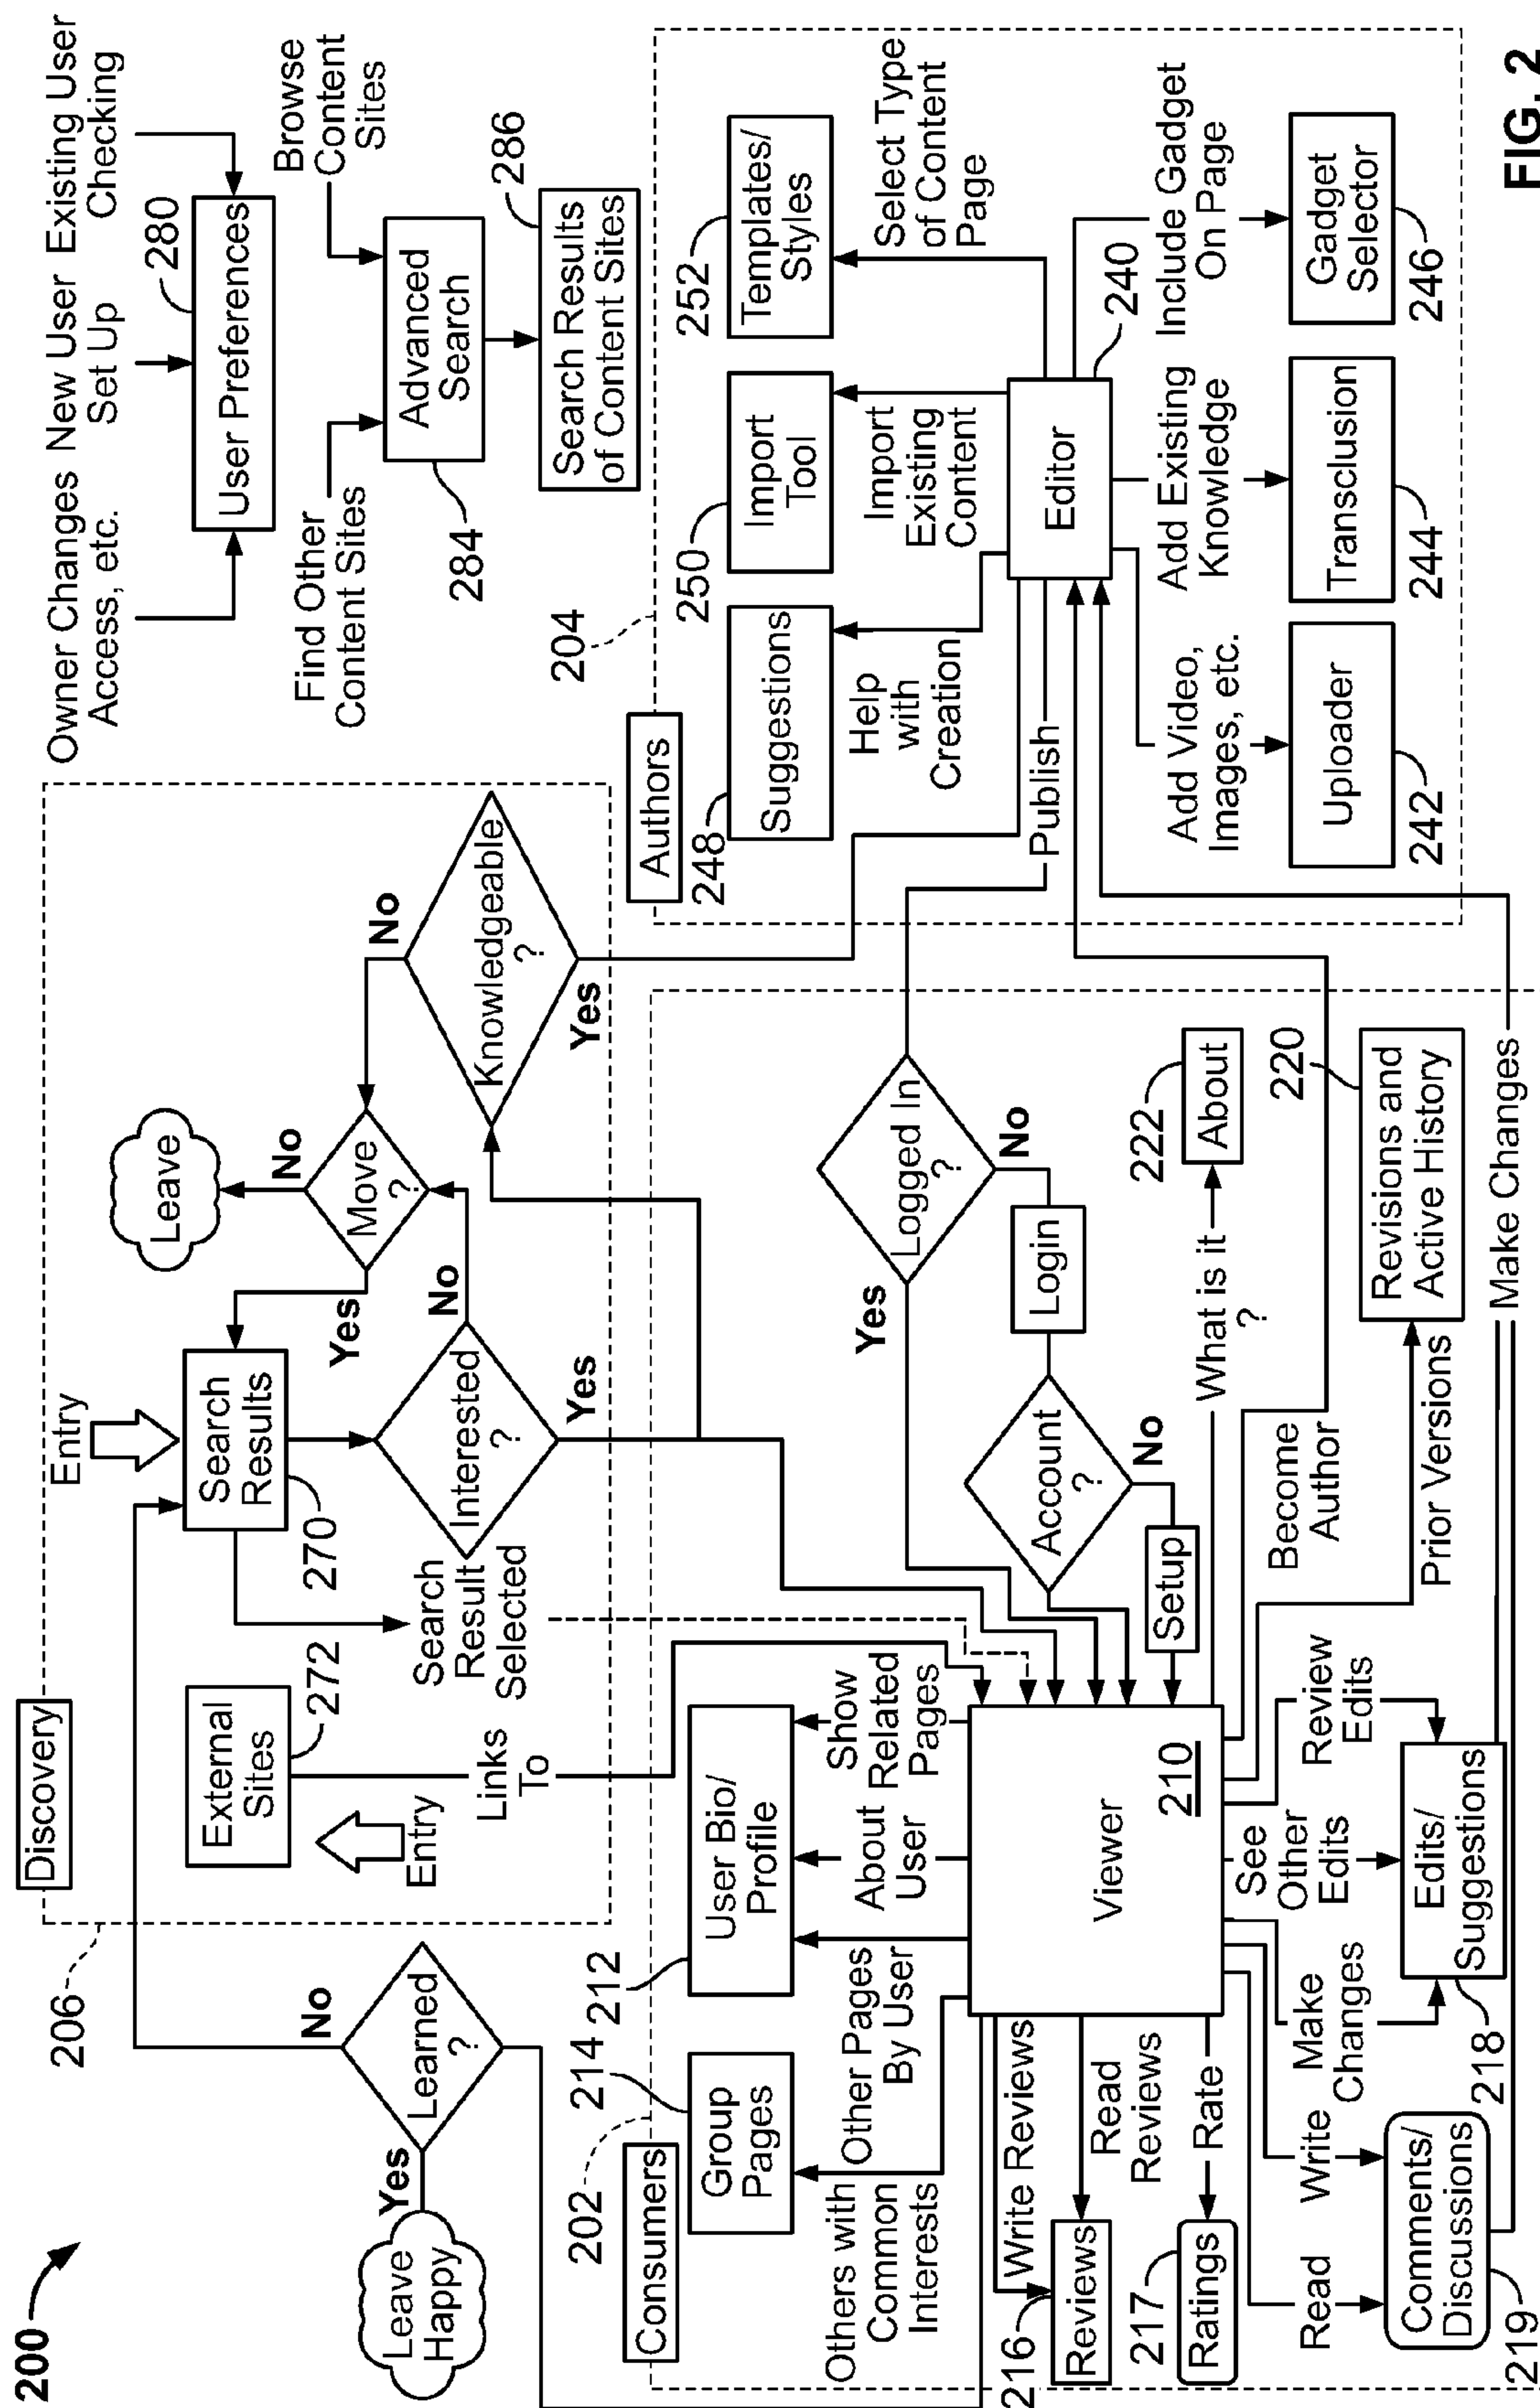 200
Discovery
206
External
Sites
272
Entry
Links
To
Entry
Search
Results
270
Search
Result
Selected
Interested
?
Yes
No
Move
?
Yes
No
Leave
Knowledgeable
?
No
Yes
Learned
?
No
Yes
Leave
Happy
Owner Changes
Access, etc.
New User
Set Up
Existing User
Checking
280
User Preferences
Find Other
Content Sites
Browse
Content
Sites
Advanced
Search
284
286
Search Results
of Content Sites
Consumers
202
214
Group
Pages
212
User Bio/
Profile
Others with
Common
Interests
Other Pages
By User
About
User
Show
Related
Pages
Viewer
210
Write Reviews
Reviews
216
Read
Reviews
Rate
Ratings
217
Read
Write
Comments/
Discussions
219
Make
Changes
See
Other
Edits
Review
Edits
Edits/
Suggestions
218
Logged In
?
Yes
No
Login
Account
?
No
Setup
What is it
?
About
222
Become
Author
Prior Versions
Revisions and
Active History
220
Make Changes
Authors
204
248
Suggestions
250
Import
Tool
252
Templates/
Styles
Help
with
Creation
Import
Existing
Content
Select Type
of Content
Page
Publish
Editor
240
Add Video,
Images, etc.
Add Existing
Knowledge
Include Gadget
On Page
Uploader
242
Transclusion
244
Gadget
Selector
246
FIG. 2